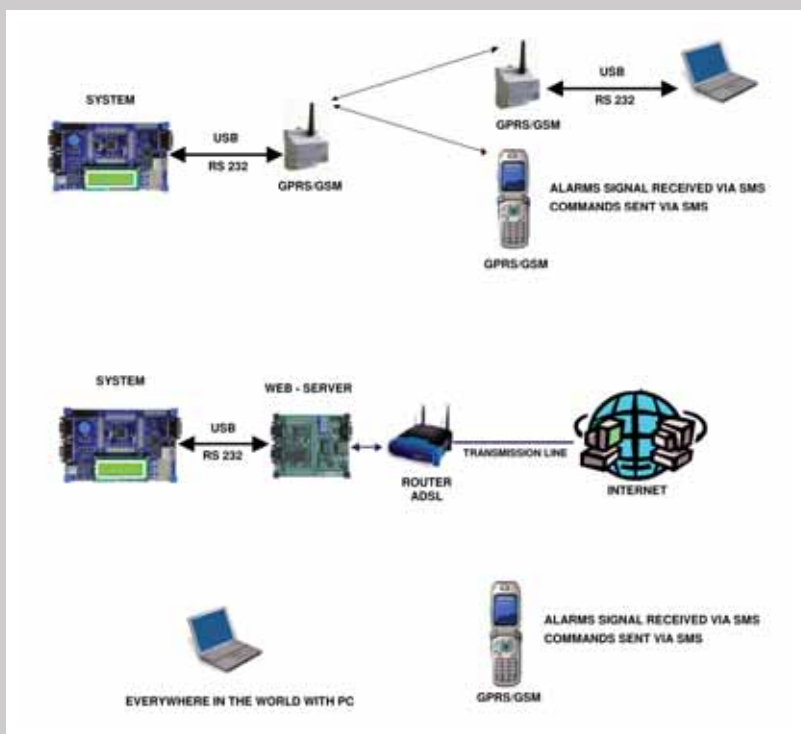 USB
SYSTEM
RS 232
USB
GPRS/GSM
RS 232
GPRS/GSM
ALARMS SIGNAL RECEIVED VIA SMS
COMMANDS SENT VIA SMS
GPRS/GSM
SYSTEM
WEB - SERVER
USB
RS 232
TRANSMISSION LINE
ROUTER
ADSL
INTERNET
ALARMS SIGNAL RECEIVED VIA SMS
COMMANDS SENT VIA SMS
EVERYWHERE IN THE WORLD WITH PC
GPRS/GSM